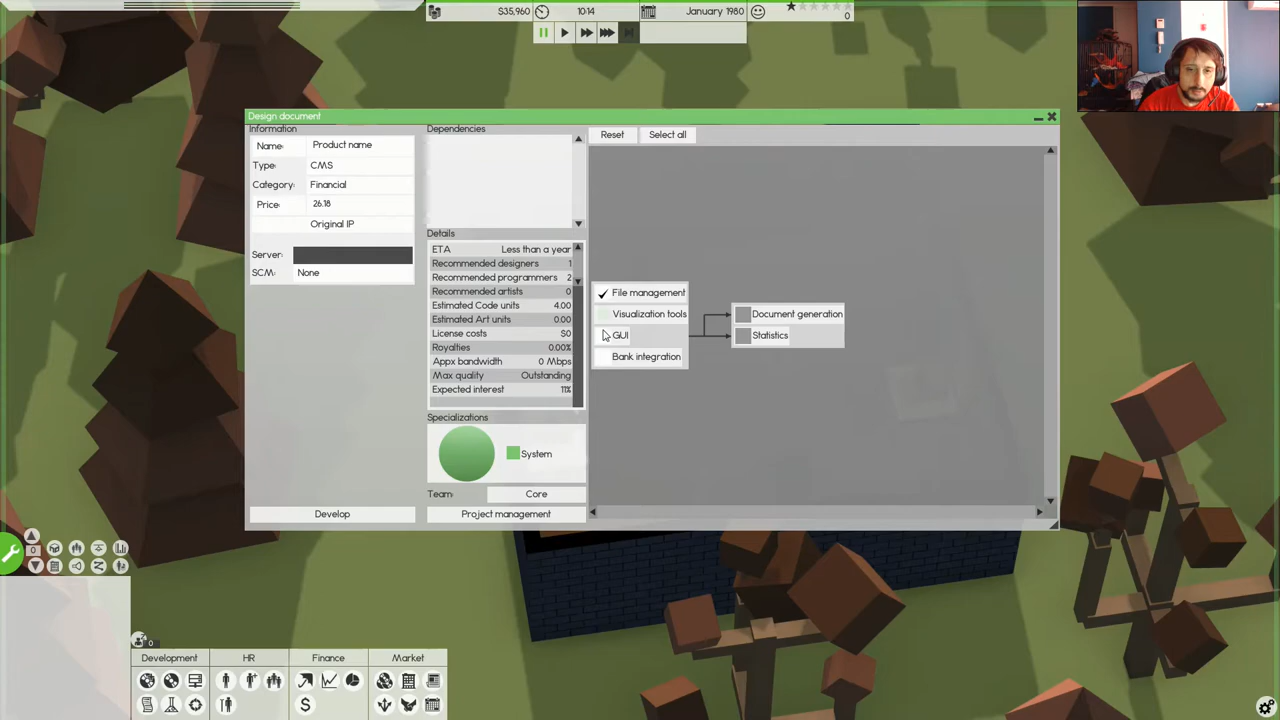 $35,960 10:14 January 1980 0
Design document
Information
Name: Product name
Type: CMS
Category: Financial
Price: 26.18
Original IP
Server:
SCM: None
Develop
Dependencies
Details
ETA Less than a year
Recommended designers 1
Recommended programmers 2
Recommended artists 0
Estimated Code units 4.00
Estimated Art units 0.00
License costs $0
Royalties 0.00%
Appx bandwidth 0 Mbps
Max quality Outstanding
Expected interest 11%
Specializations
System
Team: Core
Project management
Reset Select all
File management
Visualization tools
GUI
Bank integration
Document generation
Statistics
0
0
Development HR Finance Market
$